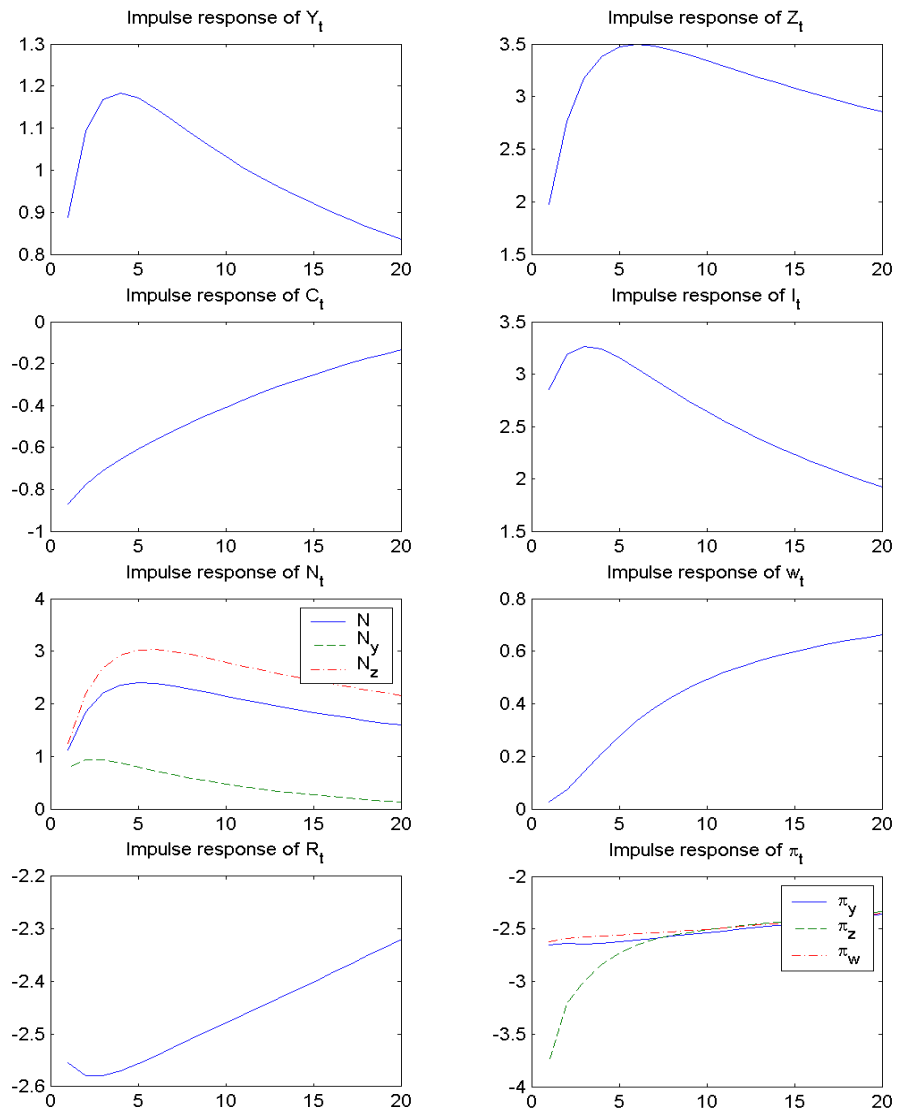 Impulse response of Y_t
1.3
1.2
1.1
1
0.9
0.8
0 5 10 15 20
Impulse response of Z_t
3.5
3
2.5
2
1.5
0 5 10 15 20
Impulse response of C_t
0
-0.2
-0.4
-0.6
-0.8
-1
0 5 10 15 20
Impulse response of I_t
3.5
3
2.5
2
1.5
0 5 10 15 20
Impulse response of N_t
4
3
2
1
0
N
N_y
N_z
0 5 10 15 20
Impulse response of w_t
0.8
0.6
0.4
0.2
0
0 5 10 15 20
Impulse response of R_t
-2.2
-2.3
-2.4
-2.5
-2.6
0 5 10 15 20
Impulse response of π_t
-2
-2.5
-3
-3.5
-4
π_y
π_z
π_w
0 5 10 15 20